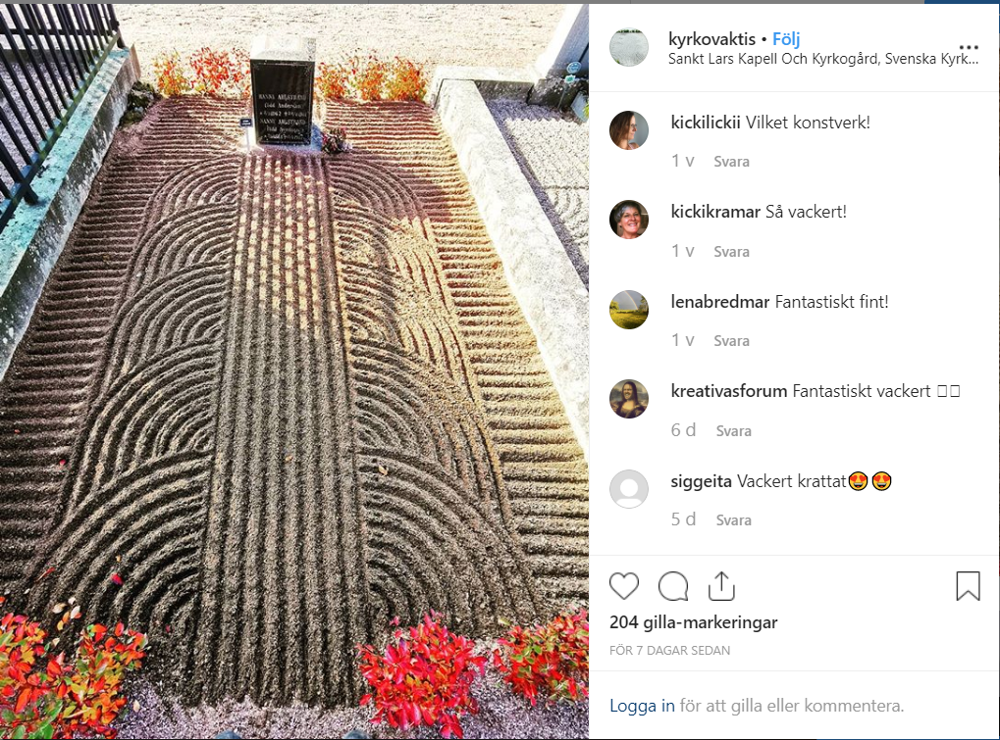 kyrkovaktis • Följ
Sankt Lars Kapell Och Kyrkogård, Svenska Kyrk...
kickilickii Vilket konstverk!
1 v Svara
kickikramar Så vackert!
1 v Svara
lenabredmar Fantastiskt fint!
1 v Svara
kreativasforum Fantastiskt vackert
6 d Svara
siggeita Vackert krattat😍😍
5 d Svara
204 gilla-markeringar
FÖR 7 DAGAR SEDAN
Logga in för att gilla eller kommentera.